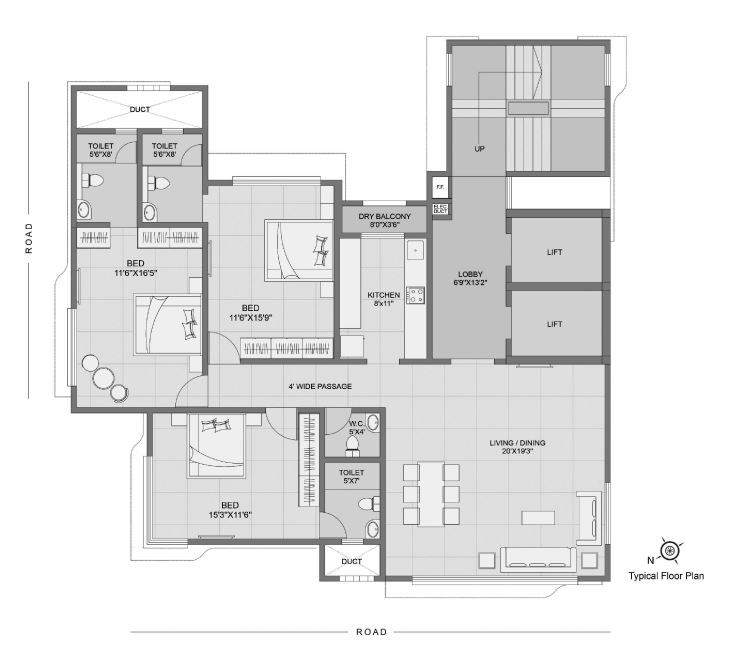 DUCT
TOILET
5'6"X8'
TOILET
5'6"X8'
UP
F.F.
ELEC.
DUCT
DRY BALCONY
8'0"X3'6"
ROAD
BED
11'6"X16'5"
BED
11'6"X15'9"
KITCHEN
8'x11'
LOBBY
6'9"X13'2"
LIFT
LIFT
4' WIDE PASSAGE
W.C.
5'X4'
LIVING / DINING
20'X19'3"
TOILET
5'X7'
BED
15'3"X11'6"
DUCT
N
Typical Floor Plan
ROAD